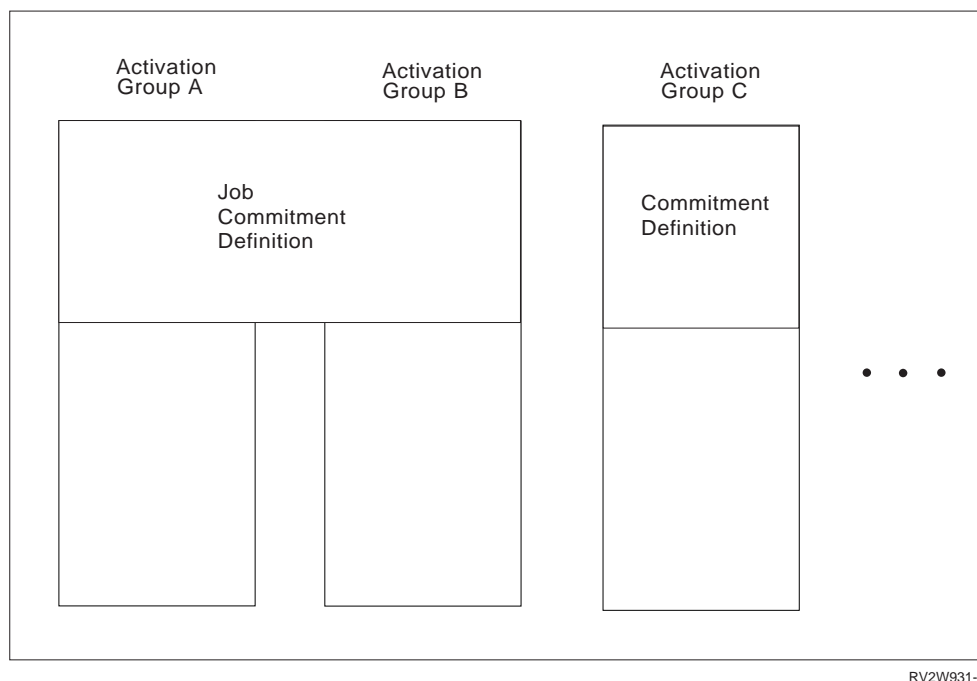 Activation
Group A
Activation
Group B
Activation
Group C
Job
Commitment
Definition
Commitment
Definition
RV2W931-